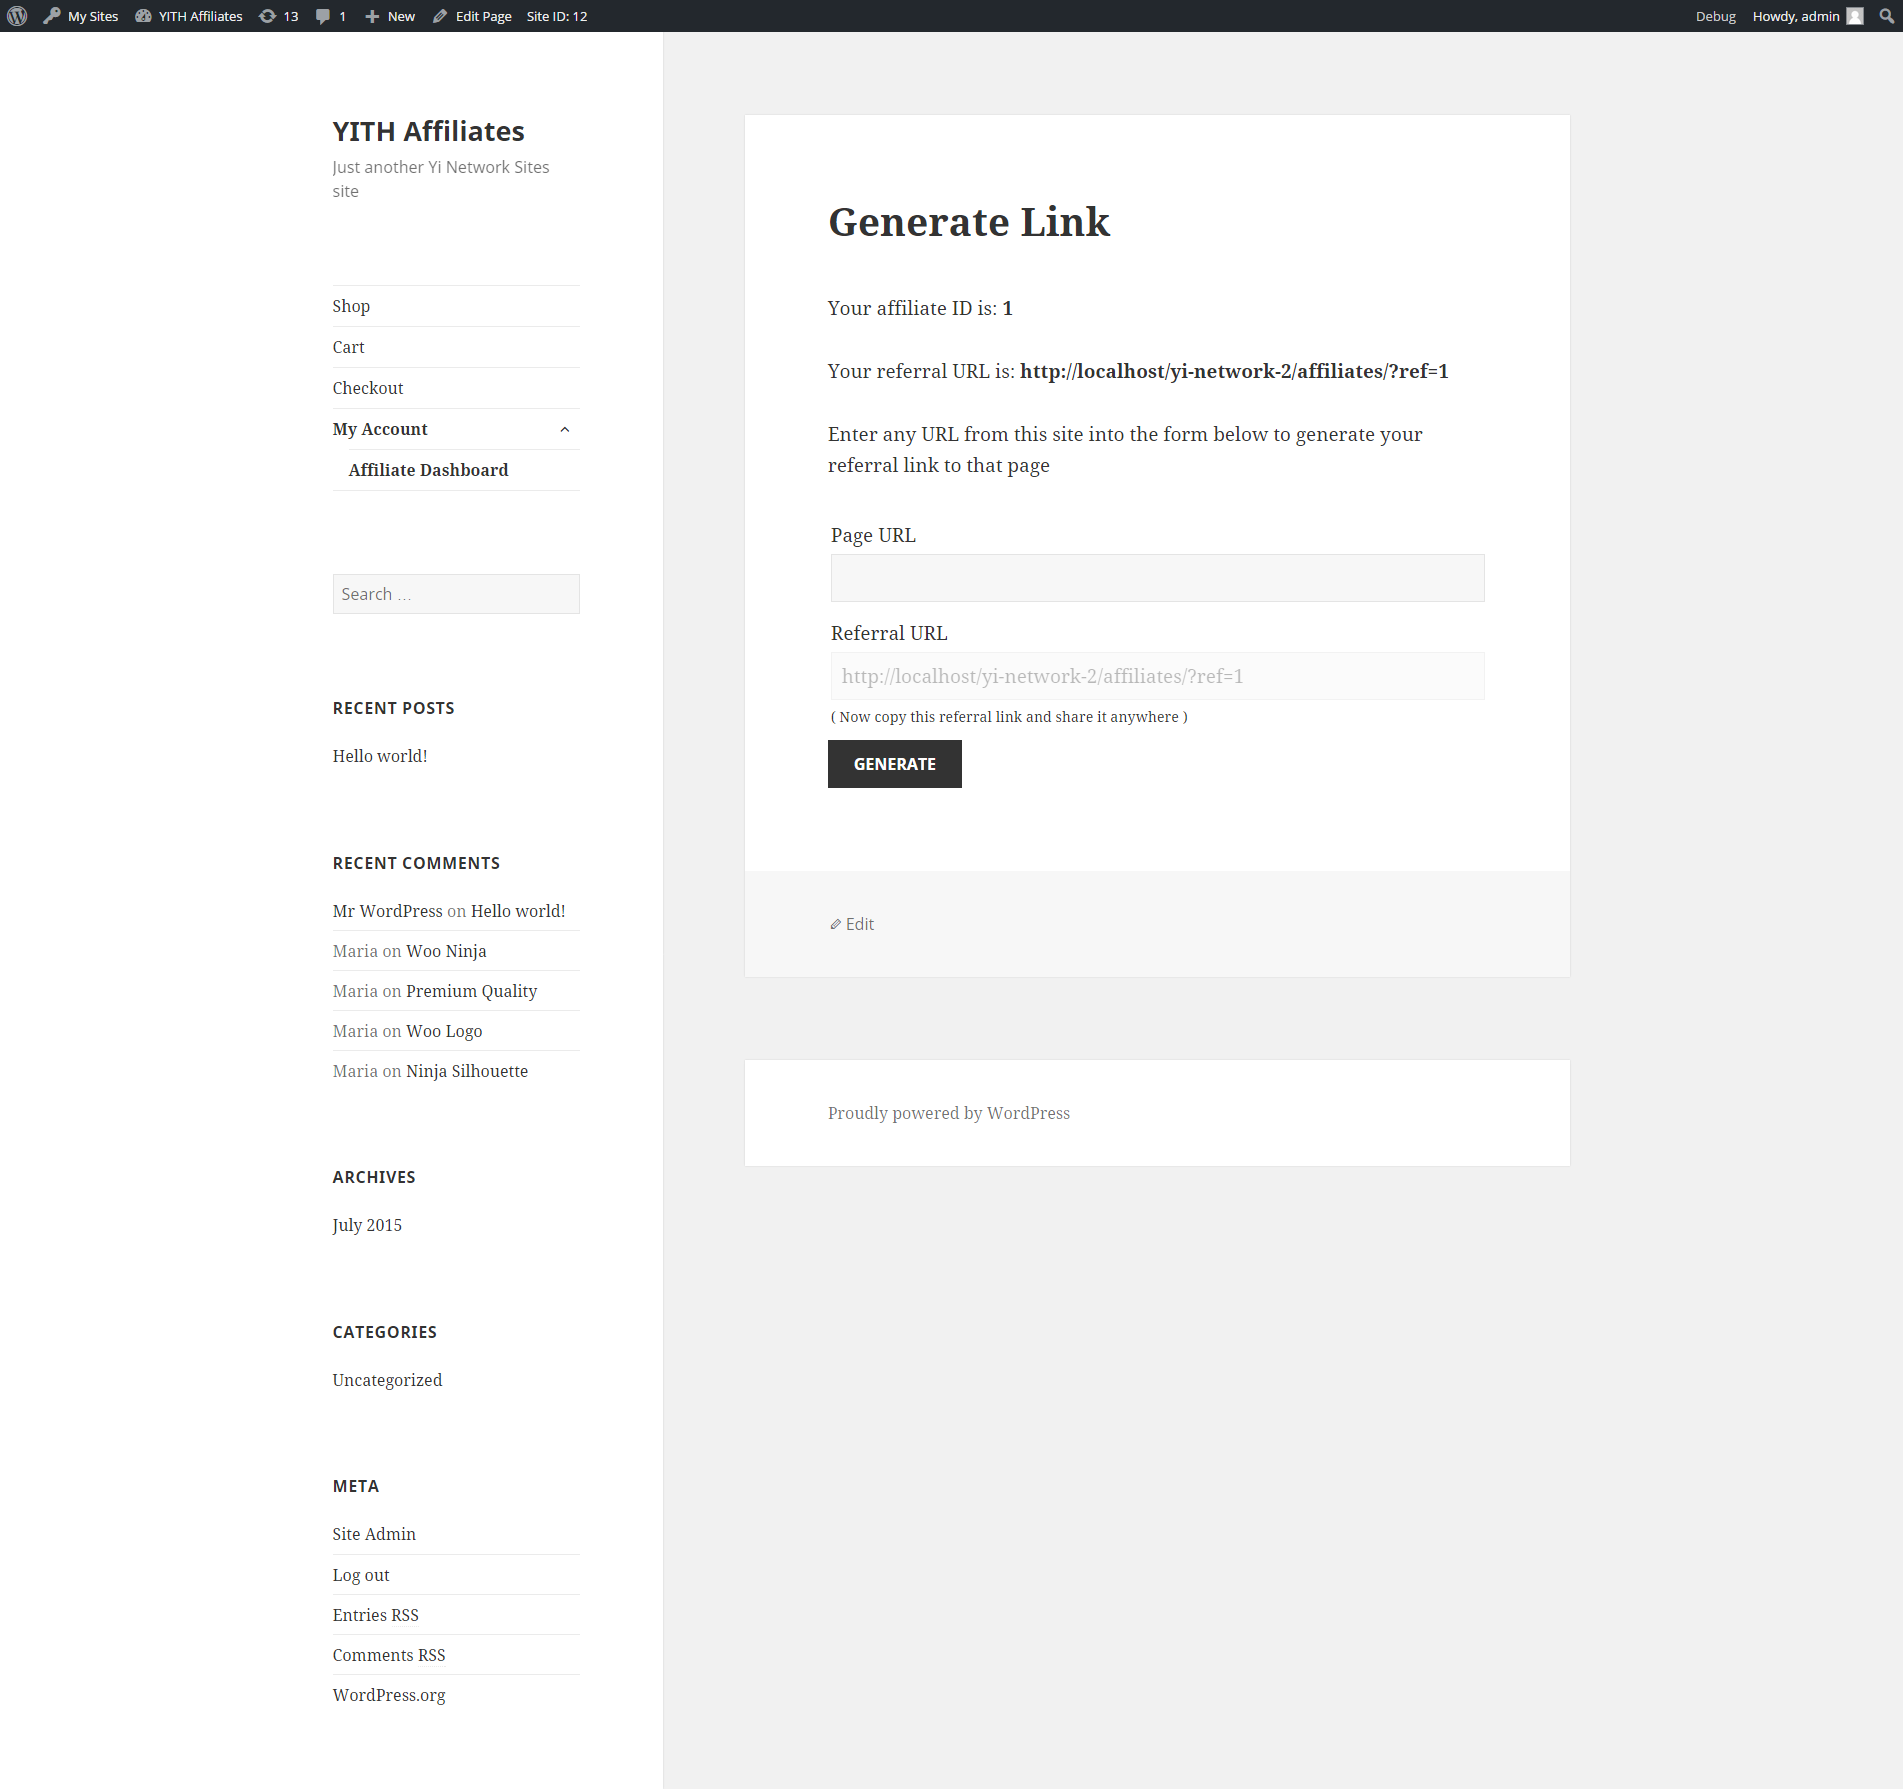 My Sites YITH Affiliates 13 1 New Edit Page Site ID: 12 Debug Howdy, admin
YITH Affiliates
Just another Yi Network Sites
site
Shop
Cart
Checkout
My Account
Affiliate Dashboard
Search …
RECENT POSTS
Hello world!
RECENT COMMENTS
Mr WordPress on Hello world!
Maria on Woo Ninja
Maria on Premium Quality
Maria on Woo Logo
Maria on Ninja Silhouette
ARCHIVES
July 2015
CATEGORIES
Uncategorized
META
Site Admin
Log out
Entries RSS
Comments RSS
WordPress.org
Generate Link
Your affiliate ID is: 1
Your referral URL is: http://localhost/yi-network-2/affiliates/?ref=1
Enter any URL from this site into the form below to generate your
referral link to that page
Page URL
Referral URL
http://localhost/yi-network-2/affiliates/?ref=1
( Now copy this referral link and share it anywhere )
GENERATE
Edit
Proudly powered by WordPress